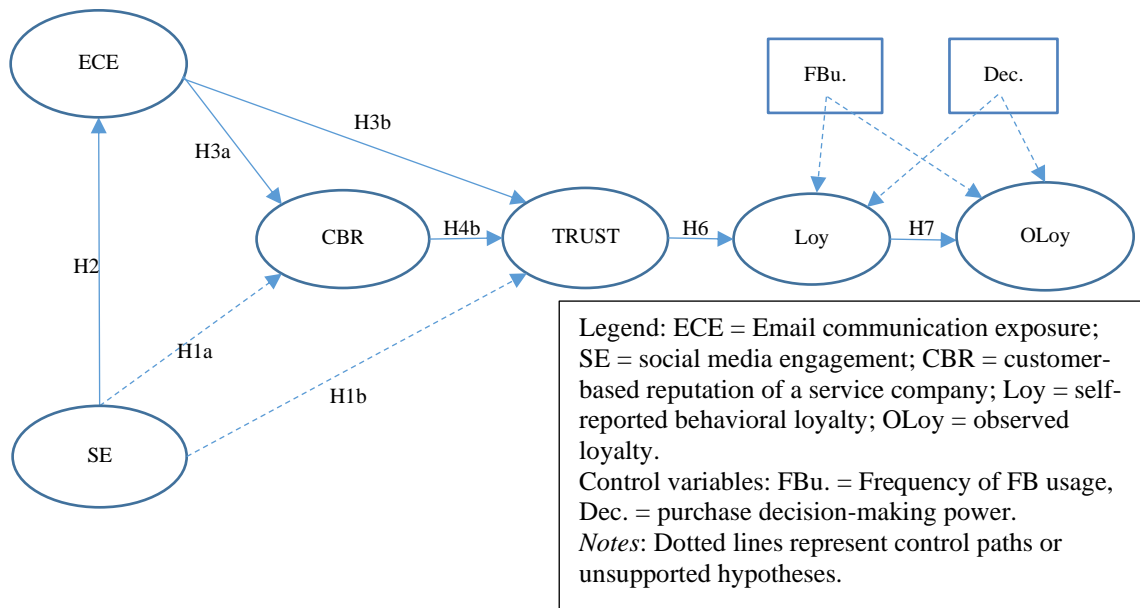 ECE
FBu.
Dec.
H3b
H3a
CBR
H4b
TRUST
H6
Loy
H7
OLoy
H2
H1a
H1b
SE
Legend: ECE = Email communication exposure;
SE = social media engagement; CBR = customer-
based reputation of a service company; Loy = self-
reported behavioral loyalty; OLoy = observed
loyalty.
Control variables: FBu. = Frequency of FB usage,
Dec. = purchase decision-making power.
Notes: Dotted lines represent control paths or
unsupported hypotheses.